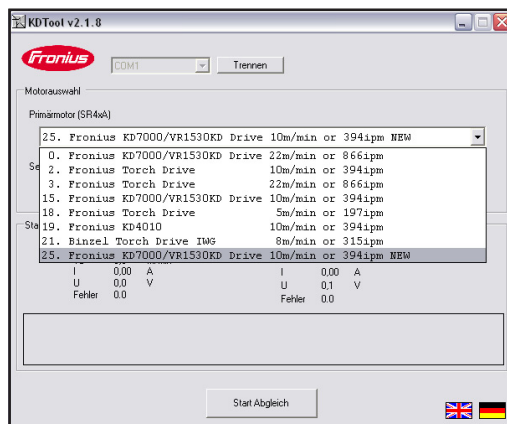 KDTool v2.1.8
Fronius
COM1 Trennen
Motorauswahl
Primärmotor (SR4xA)
25. Fronius KD7000/VR1530KD Drive 10m/min or 394ipm NEW
0. Fronius KD7000/VR1530KD Drive 22m/min or 866ipm
2. Fronius Torch Drive 10m/min or 394ipm
3. Fronius Torch Drive 22m/min or 866ipm
15. Fronius KD7000/VR1530KD Drive 10m/min or 394ipm
18. Fronius Torch Drive 5m/min or 197ipm
19. Fronius KD4010 10m/min or 394ipm
21. Binzel Torch Drive IWG 8m/min or 315ipm
25. Fronius KD7000/VR1530KD Drive 10m/min or 394ipm NEW
Se
Sta
I 0,00 A I 0,00 A
U 0,0 V U 0,1 V
Fehler 0.0 Fehler 0.0
Start Abgleich